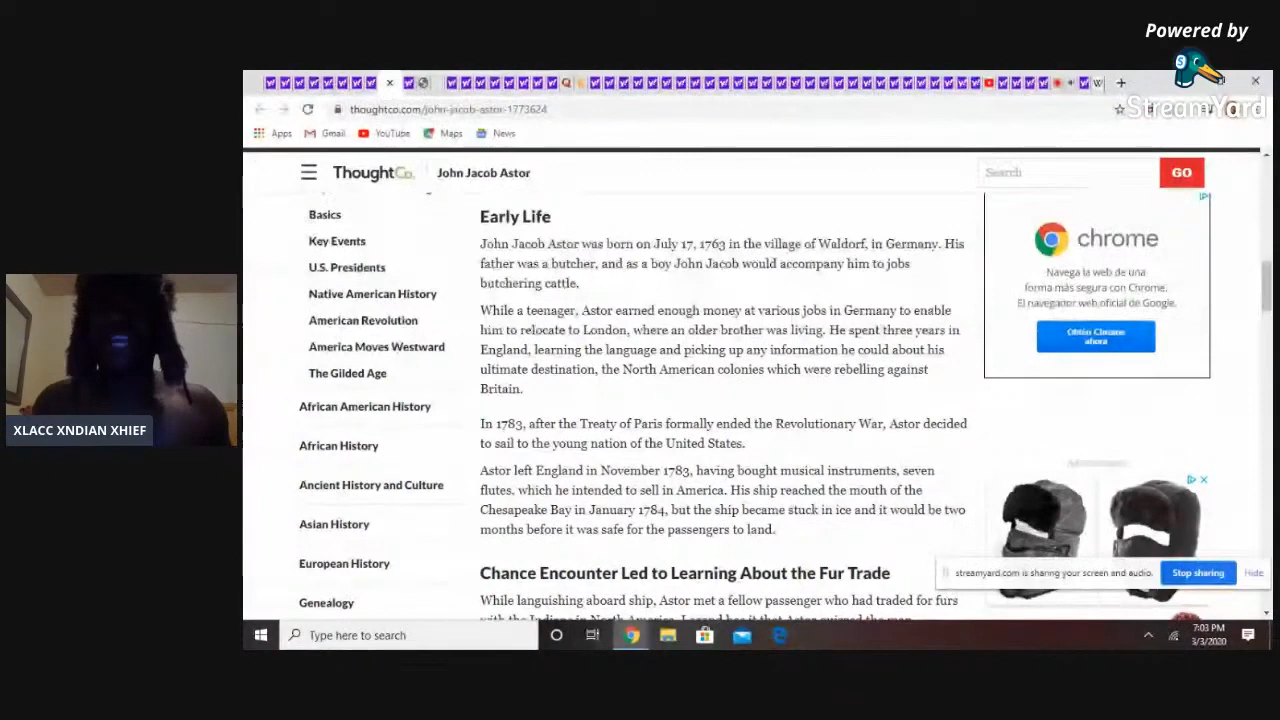 Powered by
StreamYard
thoughtco.com/john-jacob-astor-1773624
Apps Gmail YouTube Maps News
ThoughtCo. John Jacob Astor Search GO
Basics
Key Events
U.S. Presidents
Native American History
American Revolution
America Moves Westward
The Gilded Age
African American History
African History
Ancient History and Culture
Asian History
European History
Genealogy
Early Life
John Jacob Astor was born on July 17, 1763 in the village of Waldorf, in Germany. His
father was a butcher, and as a boy John Jacob would accompany him to jobs
butchering cattle.
While a teenager, Astor earned enough money at various jobs in Germany to enable
him to relocate to London, where an older brother was living. He spent three years in
England, learning the language and picking up any information he could about his
ultimate destination, the North American colonies which were rebelling against
Britain.
In 1783, after the Treaty of Paris formally ended the Revolutionary War, Astor decided
to sail to the young nation of the United States.
Astor left England in November 1783, having bought musical instruments, seven
flutes, which he intended to sell in America. His ship reached the mouth of the
Chesapeake Bay in January 1784, but the ship became stuck in ice and it would be two
months before it was safe for the passengers to land.
Chance Encounter Led to Learning About the Fur Trade
While languishing aboard ship, Astor met a fellow passenger who had traded for furs
chrome
Navega la web de una
forma más segura con Chrome.
El navegador web oficial de Google.
Obtén Chrome
ahora
Advertisement
streamyard.com is sharing your screen and audio. Stop sharing Hide
XLACC XNDIAN XHIEF
Type here to search
7:03 PM
3/3/2020